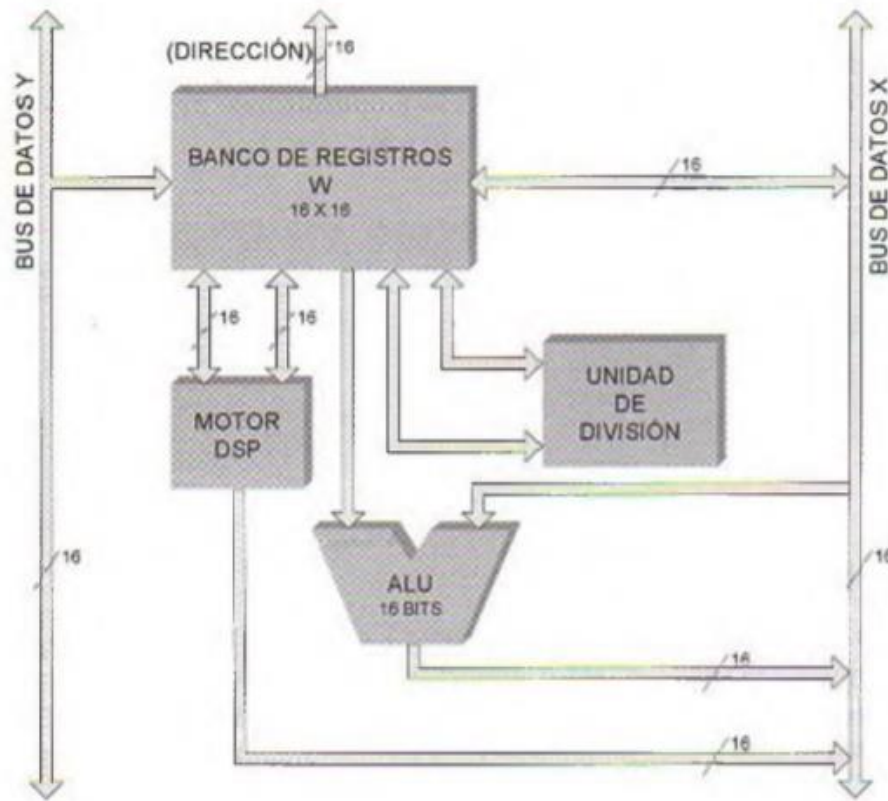 (DIRECCIÓN)
16
BUS DE DATOS Y
BANCO DE REGISTROS
W
16 X 16
16
BUS DE DATOS X
16
16
MOTOR
DSP
UNIDAD
DE
DIVISIÓN
16
ALU
16 BITS
16
16
16